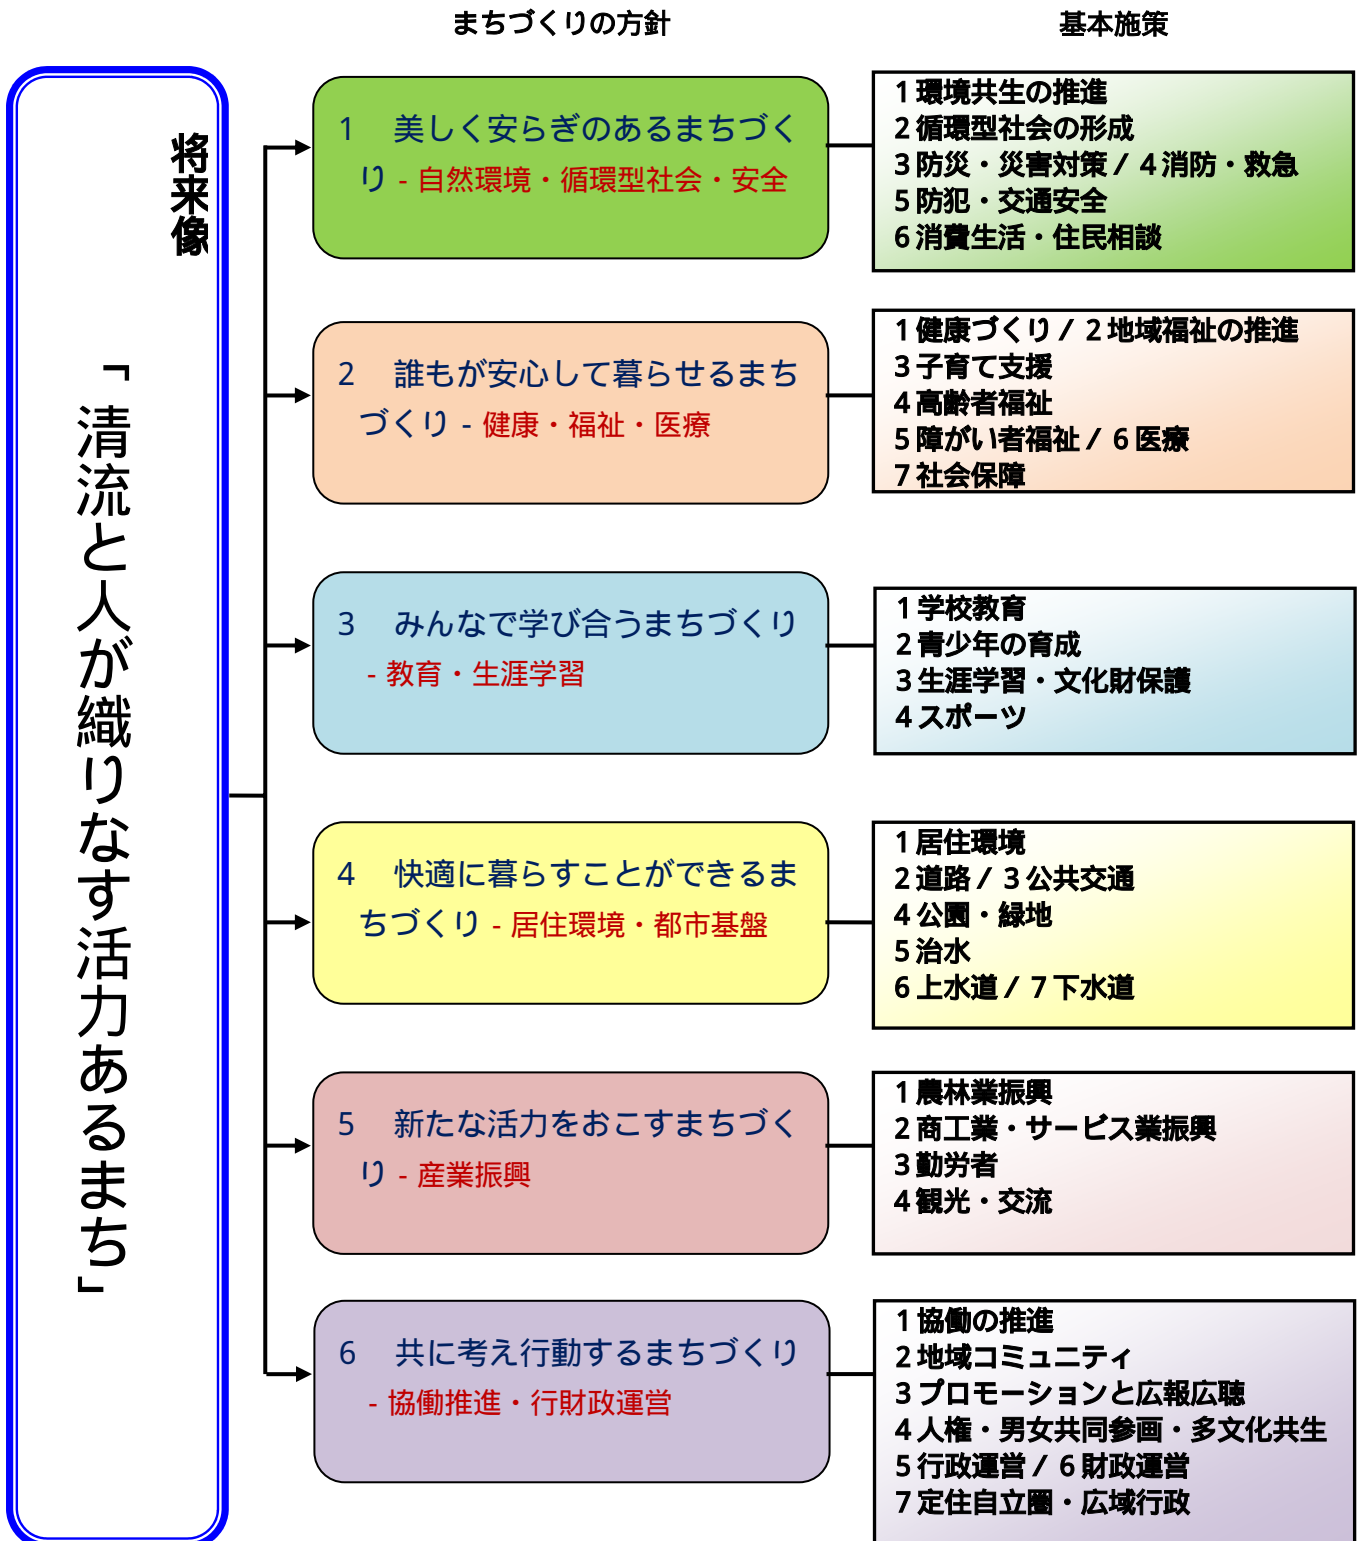 まちづくりの方針
基本施策
将来像
「清流と人が織りなす活力あるまち」
1　美しく安らぎのあるまちづく
り - 自然環境・循環型社会・安全
1 環境共生の推進
2 循環型社会の形成
3 防災・災害対策 / 4 消防・救急
5 防犯・交通安全
6 消費生活・住民相談
2　誰もが安心して暮らせるまち
づくり - 健康・福祉・医療
1 健康づくり / 2 地域福祉の推進
3 子育て支援
4 高齢者福祉
5 障がい者福祉 / 6 医療
7 社会保障
3　みんなで学び合うまちづくり
- 教育・生涯学習
1 学校教育
2 青少年の育成
3 生涯学習・文化財保護
4 スポーツ
4　快適に暮らすことができるま
ちづくり - 居住環境・都市基盤
1 居住環境
2 道路 / 3 公共交通
4 公園・緑地
5 治水
6 上水道 / 7 下水道
5　新たな活力をおこすまちづく
り - 産業振興
1 農林業振興
2 商工業・サービス業振興
3 勤労者
4 観光・交流
6　共に考え行動するまちづくり
- 協働推進・行財政運営
1 協働の推進
2 地域コミュニティ
3 プロモーションと広報広聴
4 人権・男女共同参画・多文化共生
5 行政運営 / 6 財政運営
7 定住自立圏・広域行政